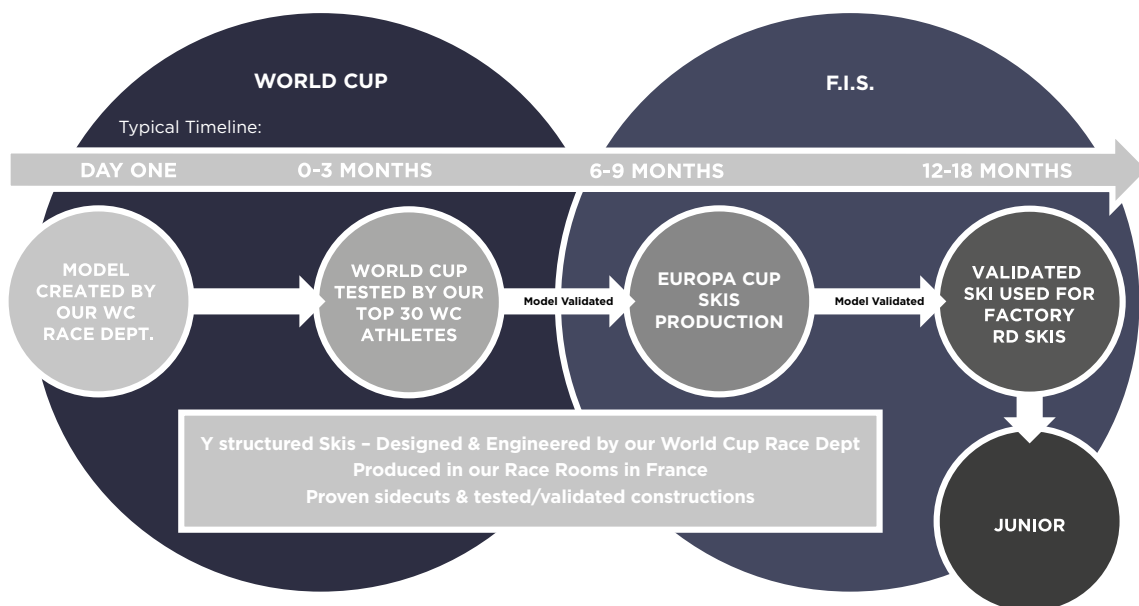 WORLD CUP
F.I.S.
Typical Timeline:
DAY ONE
0-3 MONTHS
6-9 MONTHS
12-18 MONTHS
MODEL
CREATED BY
OUR WC
RACE DEPT.
WORLD CUP
TESTED BY OUR
TOP 30 WC
ATHLETES
Model Validated
EUROPA CUP
SKIS
PRODUCTION
Model Validated
VALIDATED
SKI USED FOR
FACTORY
RD SKIS
Y structured Skis – Designed & Engineered by our World Cup Race Dept
Produced in our Race Rooms in France
Proven sidecuts & tested/validated constructions
JUNIOR